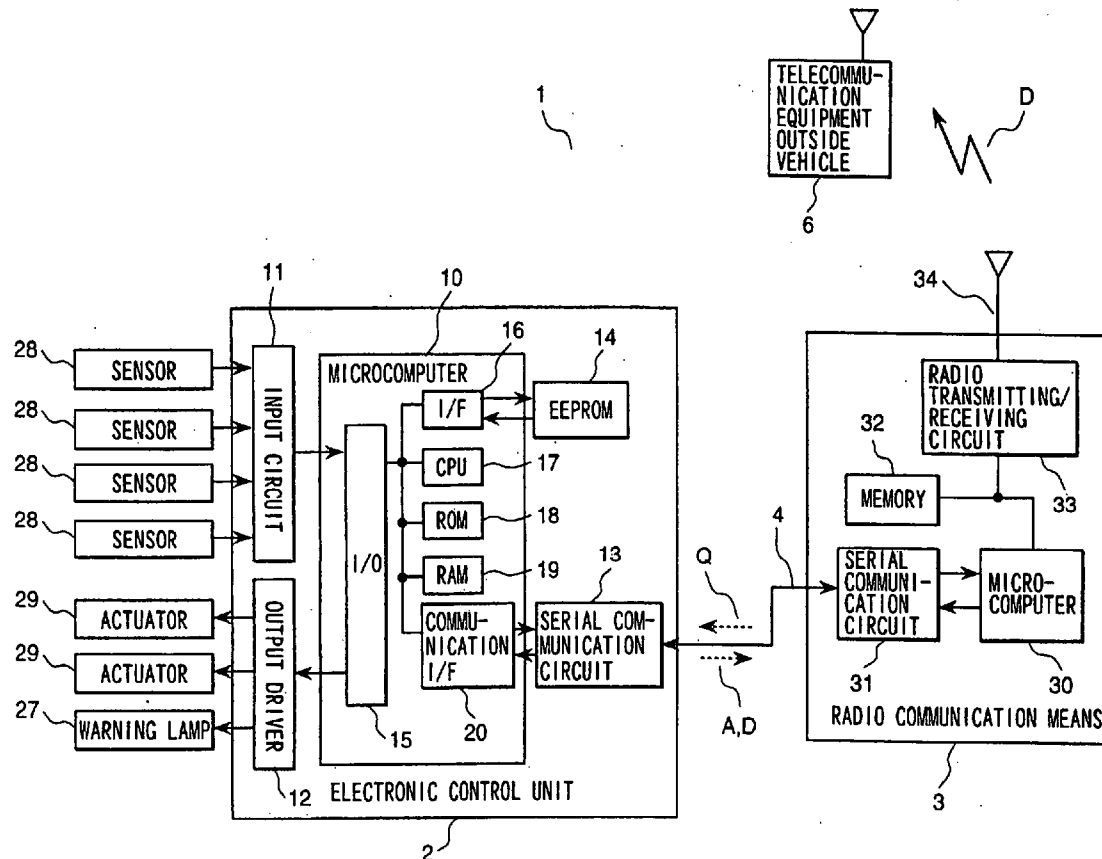 TELECOMMU-
NICATION
EQUIPMENT
OUTSIDE
VEHICLE
1
D
6
11
10
34
28
SENSOR
28
SENSOR
28
SENSOR
28
SENSOR
INPUT CIRCUIT
MICROCOMPUTER
16
14
I/F
EEPROM
CPU
17
ROM
18
RAM
19
I/O
13
COMMU-
NICATION
I/F
SERIAL COM-
MUNICATION
CIRCUIT
20
15
29
ACTUATOR
29
ACTUATOR
27
WARNING LAMP
OUTPUT DRIVER
12
ELECTRONIC CONTROL UNIT
2
Q
A,D
4
RADIO
TRANSMITTING/
RECEIVING
CIRCUIT
32
MEMORY
33
SERIAL
COMMUNI-
CATION
CIRCUIT
MICRO-
COMPUTER
31
30
RADIO COMMUNICATION MEANS
3